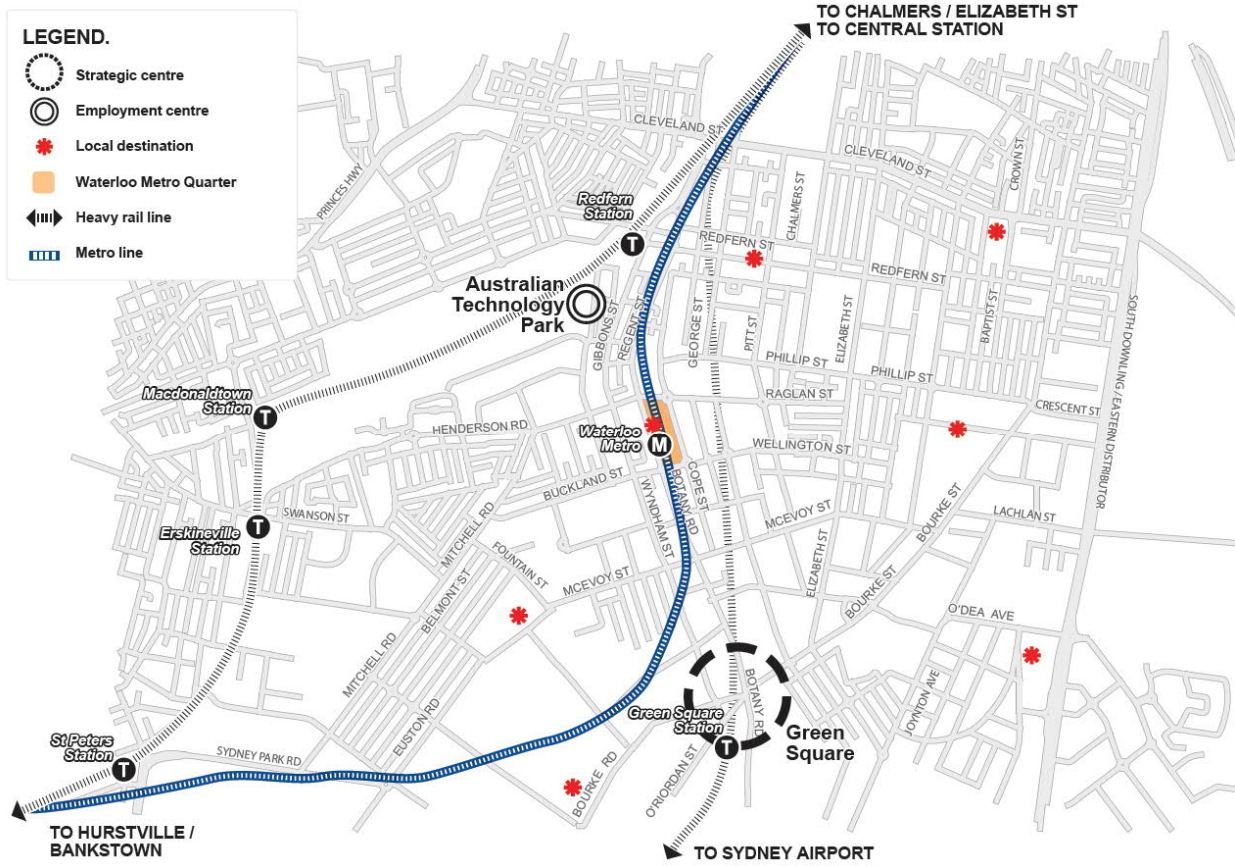 TO CHALMERS / ELIZABETH ST
TO CENTRAL STATION
LEGEND.
Strategic centre
Employment centre
Local destination
Waterloo Metro Quarter
Heavy rail line
Metro line
CLEVELAND ST
CLEVELAND ST
CROWN ST
PRINCES HWY
CHALMERS ST
Redfern
Station
T
REDFERN ST
REDFERN ST
Australian
Technology
Park
GIBBONS ST
REGENT ST
GEORGE ST
PITT ST
ELIZABETH ST
BAPTIST ST
SOUTH DOWLING / EASTERN DISTRIBUTOR
PHILLIP ST
PHILLIP ST
RAGLAN ST
CRESCENT ST
Macdonaldtown
Station
T
HENDERSON RD
Waterloo
Metro
M
WELLINGTON ST
BUCKLAND ST
WYNDHAM ST
BOTANY RD
COPE ST
MCEVOY ST
BOURKE ST
LACHLAN ST
SWANSON ST
Erskineville
Station
T
MITCHELL RD
FOUNTAIN ST
MCEVOY ST
BELMONT ST
ELIZABETH ST
BOURKE ST
O'DEA AVE
MITCHELL RD
EUSTON RD
JOYNTON AVE
BOTANY RD
Green Square
Station
T
Green
Square
St Peters
Station
T
SYDNEY PARK RD
BOURKE RD
O'RIORDAN ST
TO HURSTVILLE /
BANKSTOWN
TO SYDNEY AIRPORT